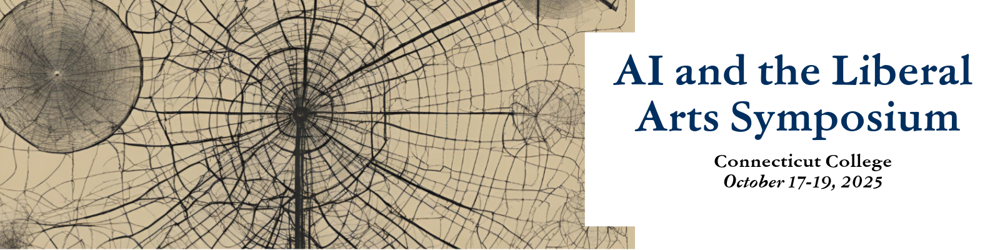 AI and the Liberal
Arts Symposium
Connecticut College
October 17-19, 2025